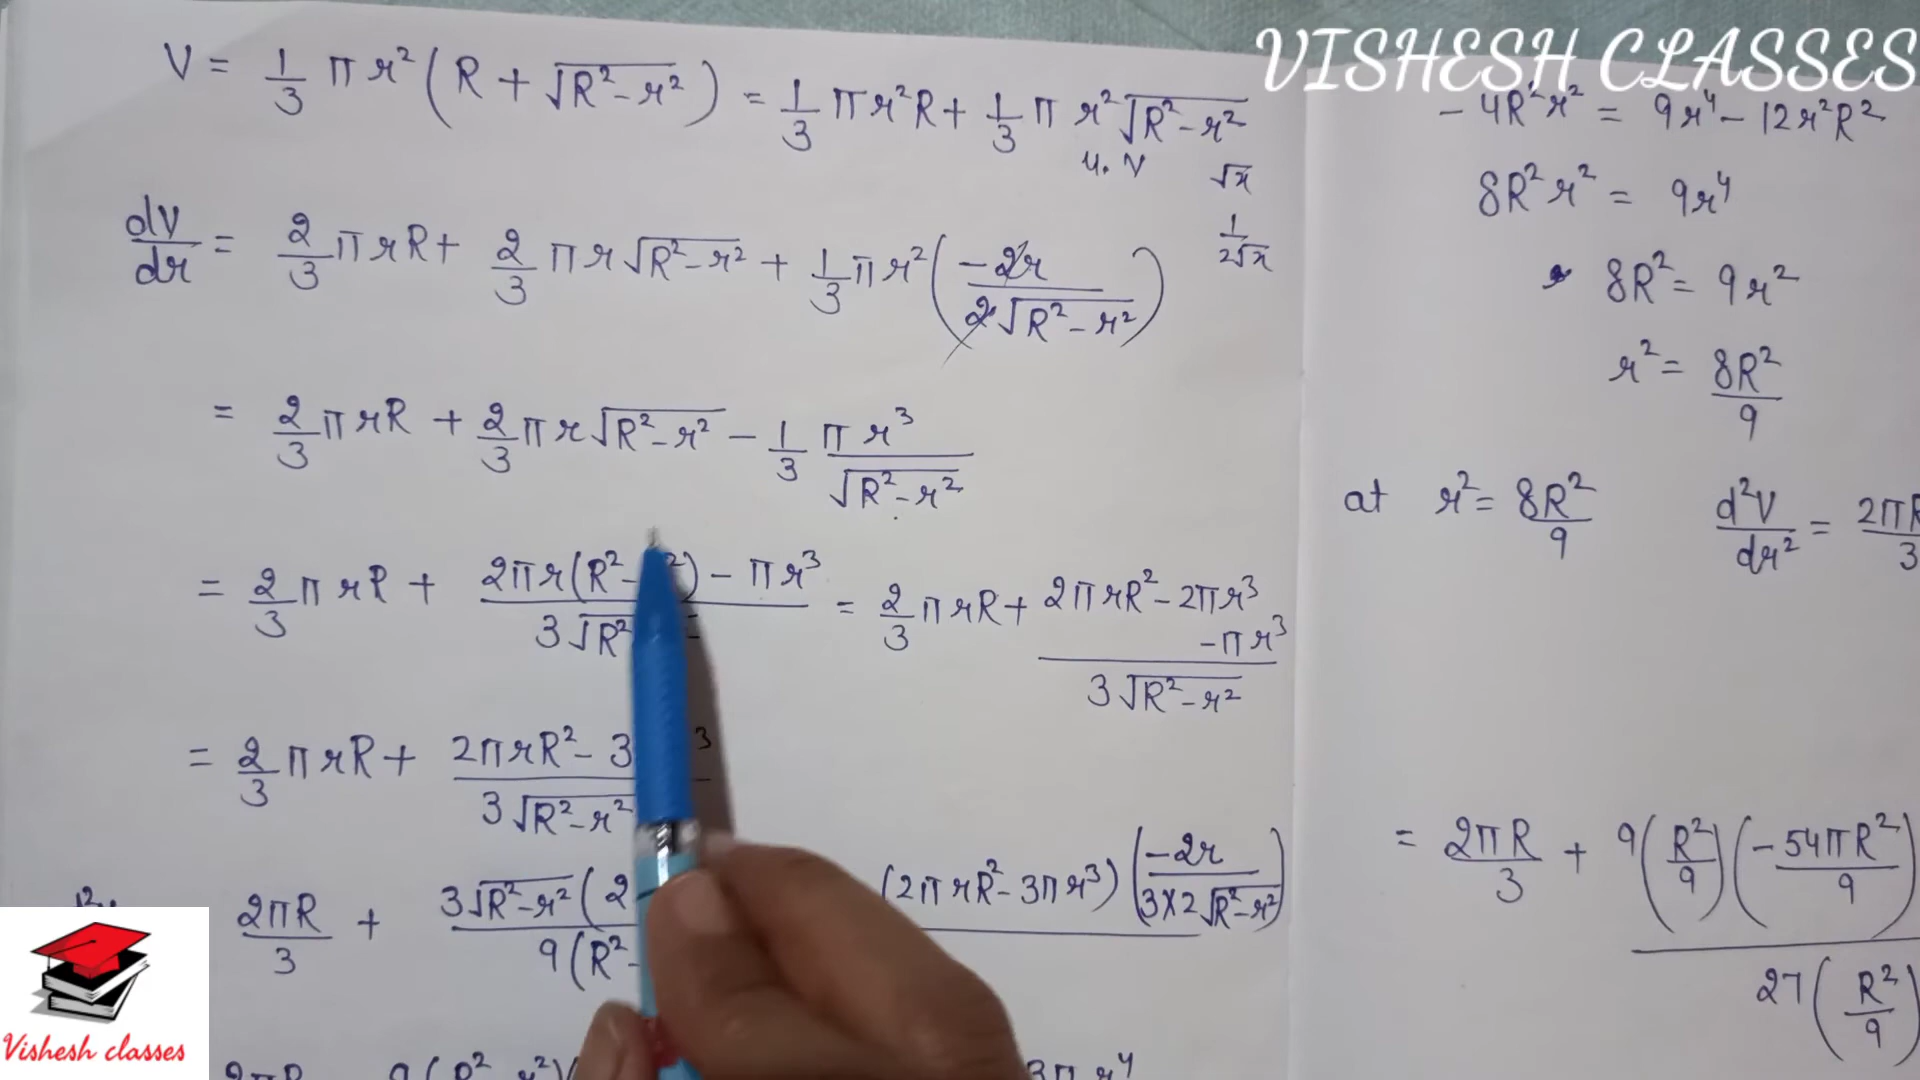 VISHESH CLASSES
V = 1/3 πr²(R + √(R²-r²)) = 1/3 πr²R + 1/3 π r²√(R²-r²)
u. v
√x
1/(2√x)
dV/dr = 2/3 πrR + 2/3 πr√(R²-r²) + 1/3 πr²(-2r/(2√(R²-r²)))
= 2/3 πrR + 2/3 πr√(R²-r²) - 1/3 πr³/√(R²-r²)
= 2/3 πrR + (2πr(R²- ²) - πr³)/(3√R²) = 2/3 πrR + (2πrR² - 2πr³ - πr³)/(3√(R²-r²))
= 2/3 πrR + (2πrR² - 3 ³)/(3√(R²-r²))
2πR/3 + 3√(R²-r²)(2 (2πrR² - 3πr³)(-2r/(3×2√(R²-r²)))
9(R²-
3πr⁴
-4R²r² = 9r⁴ - 12r²R²
8R²r² = 9r⁴
8R² = 9r²
r² = 8R²/9
at r² = 8R²/9 d²V/dr² = 2πR/3
= 2πR/3 + 9(R²/9)(-54πR²/9)
27(R²/9)
Vishesh classes